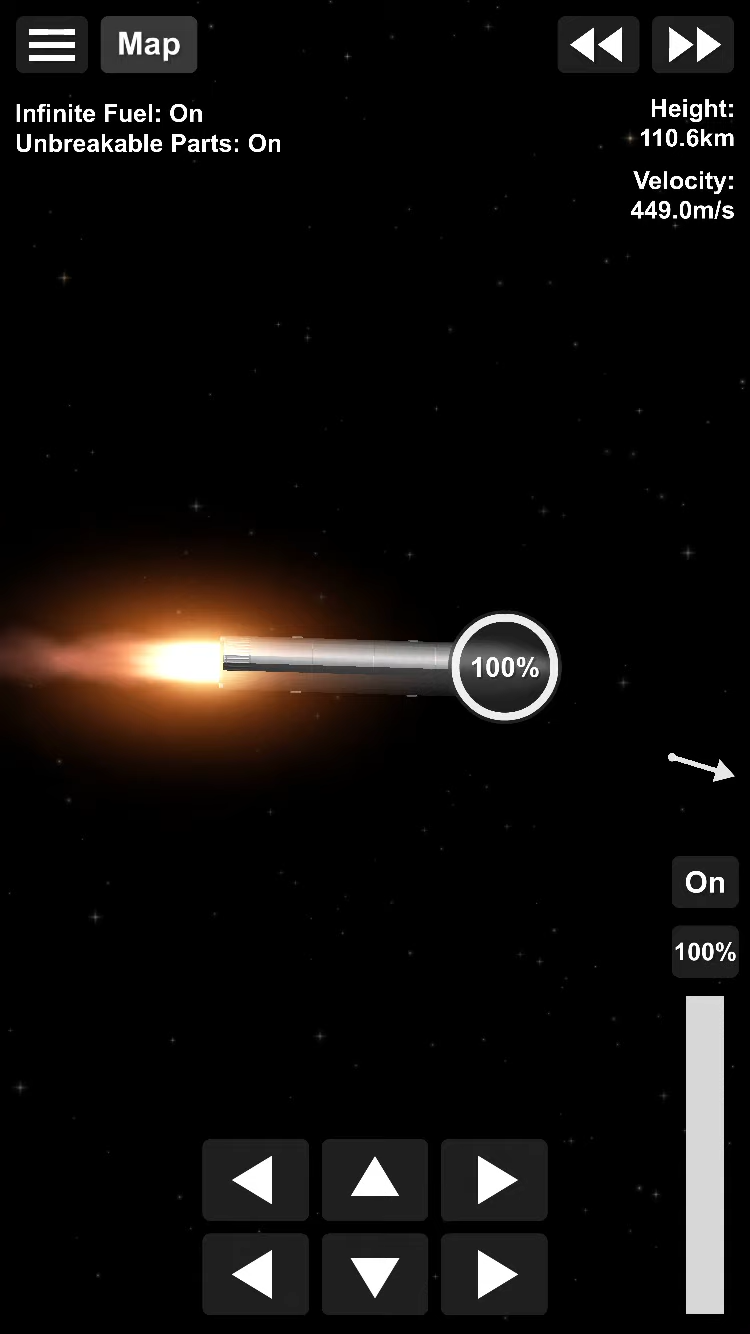 Map
Infinite Fuel: On
Unbreakable Parts: On
Height:
110.6km
Velocity:
449.0m/s
100%
On
100%